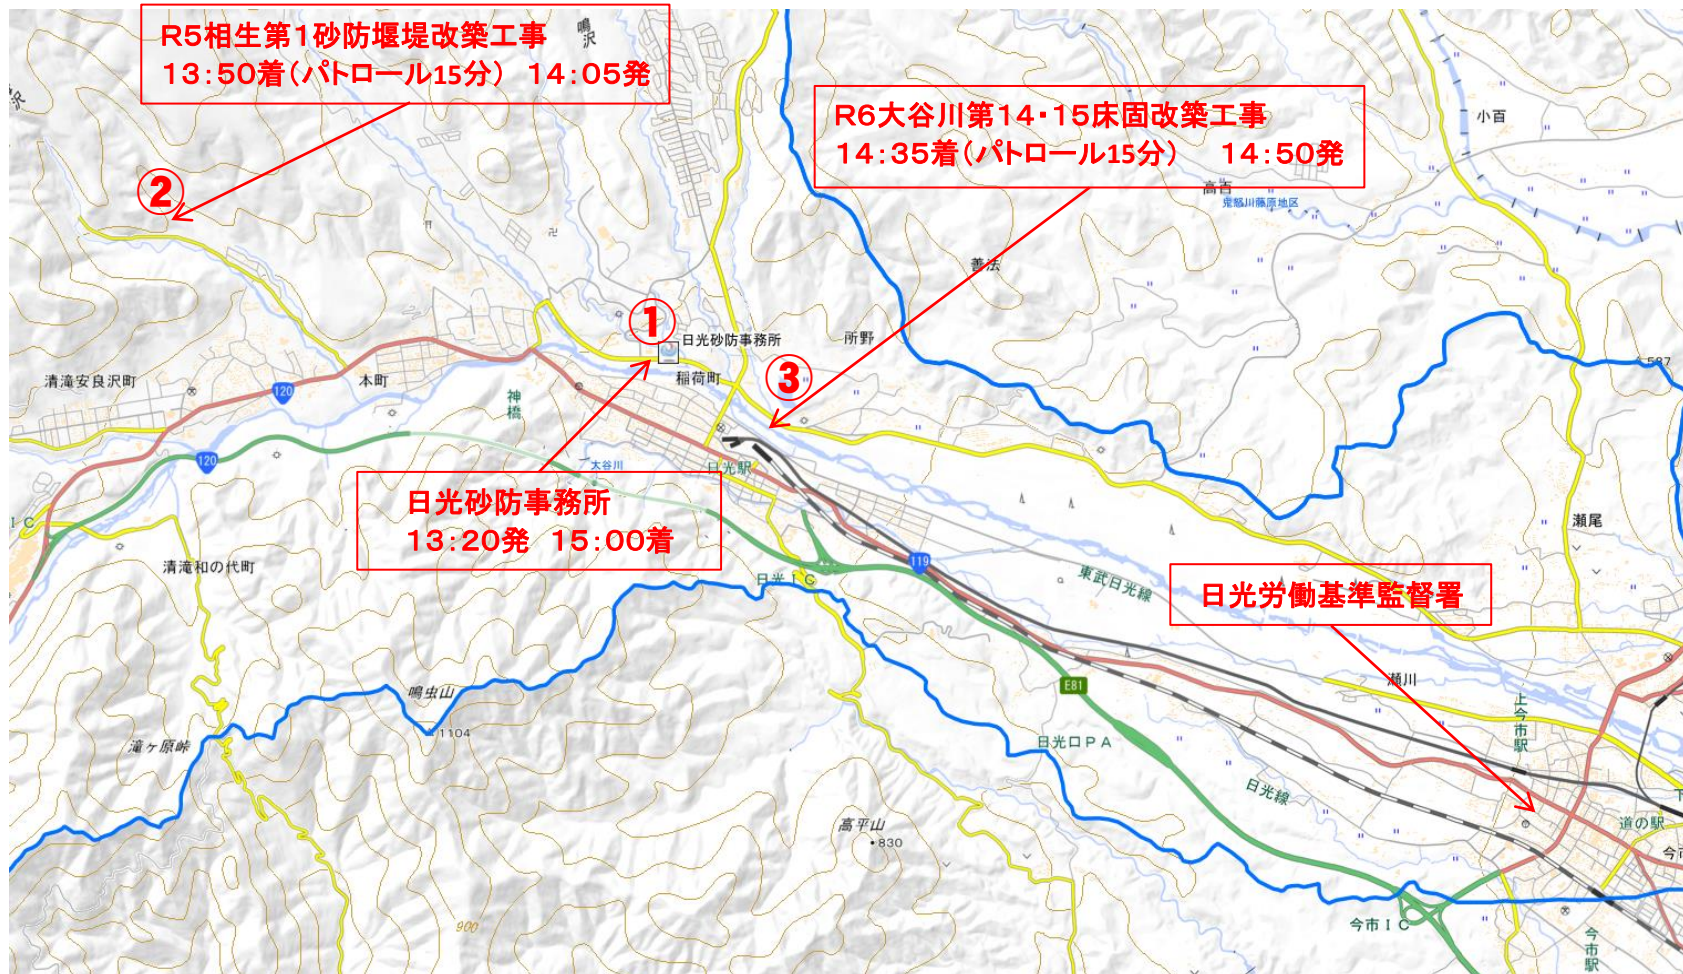 R5相生第1砂防堰堤改築工事
13:50着(パトロール15分) 14:05発
鳴沢
沢
R6大谷川第14・15床固改築工事
14:35着(パトロール15分) 14:50発
小百
高百
鬼怒川藤原地区
②
善法
①
日光砂防事務所
所野
587
清滝安良沢町
本町
120
神橋
稲荷町
③
120
大谷川
日光駅
日光砂防事務所
13:20発 15:00着
IC
瀬尾
清滝和の代町
日光IC
119
東武日光線
日光労働基準監督署
E81
瀬川
鳴虫山
1104
上今市駅
滝ヶ原峠
日光口PA
日光線
高平山
830
道の駅
下
今市
900
今市IC
今市駅